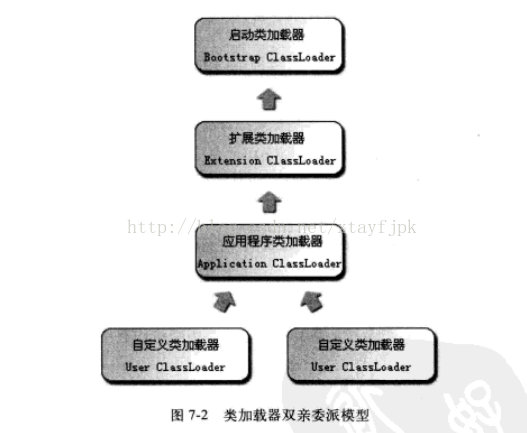 启动类加载器
Bootstrap ClassLoader
扩展类加载器
Extension ClassLoader
应用程序类加载器
Application ClassLoader
自定义类加载器
User ClassLoader
自定义类加载器
User ClassLoader
图 7-2 类加载器双亲委派模型